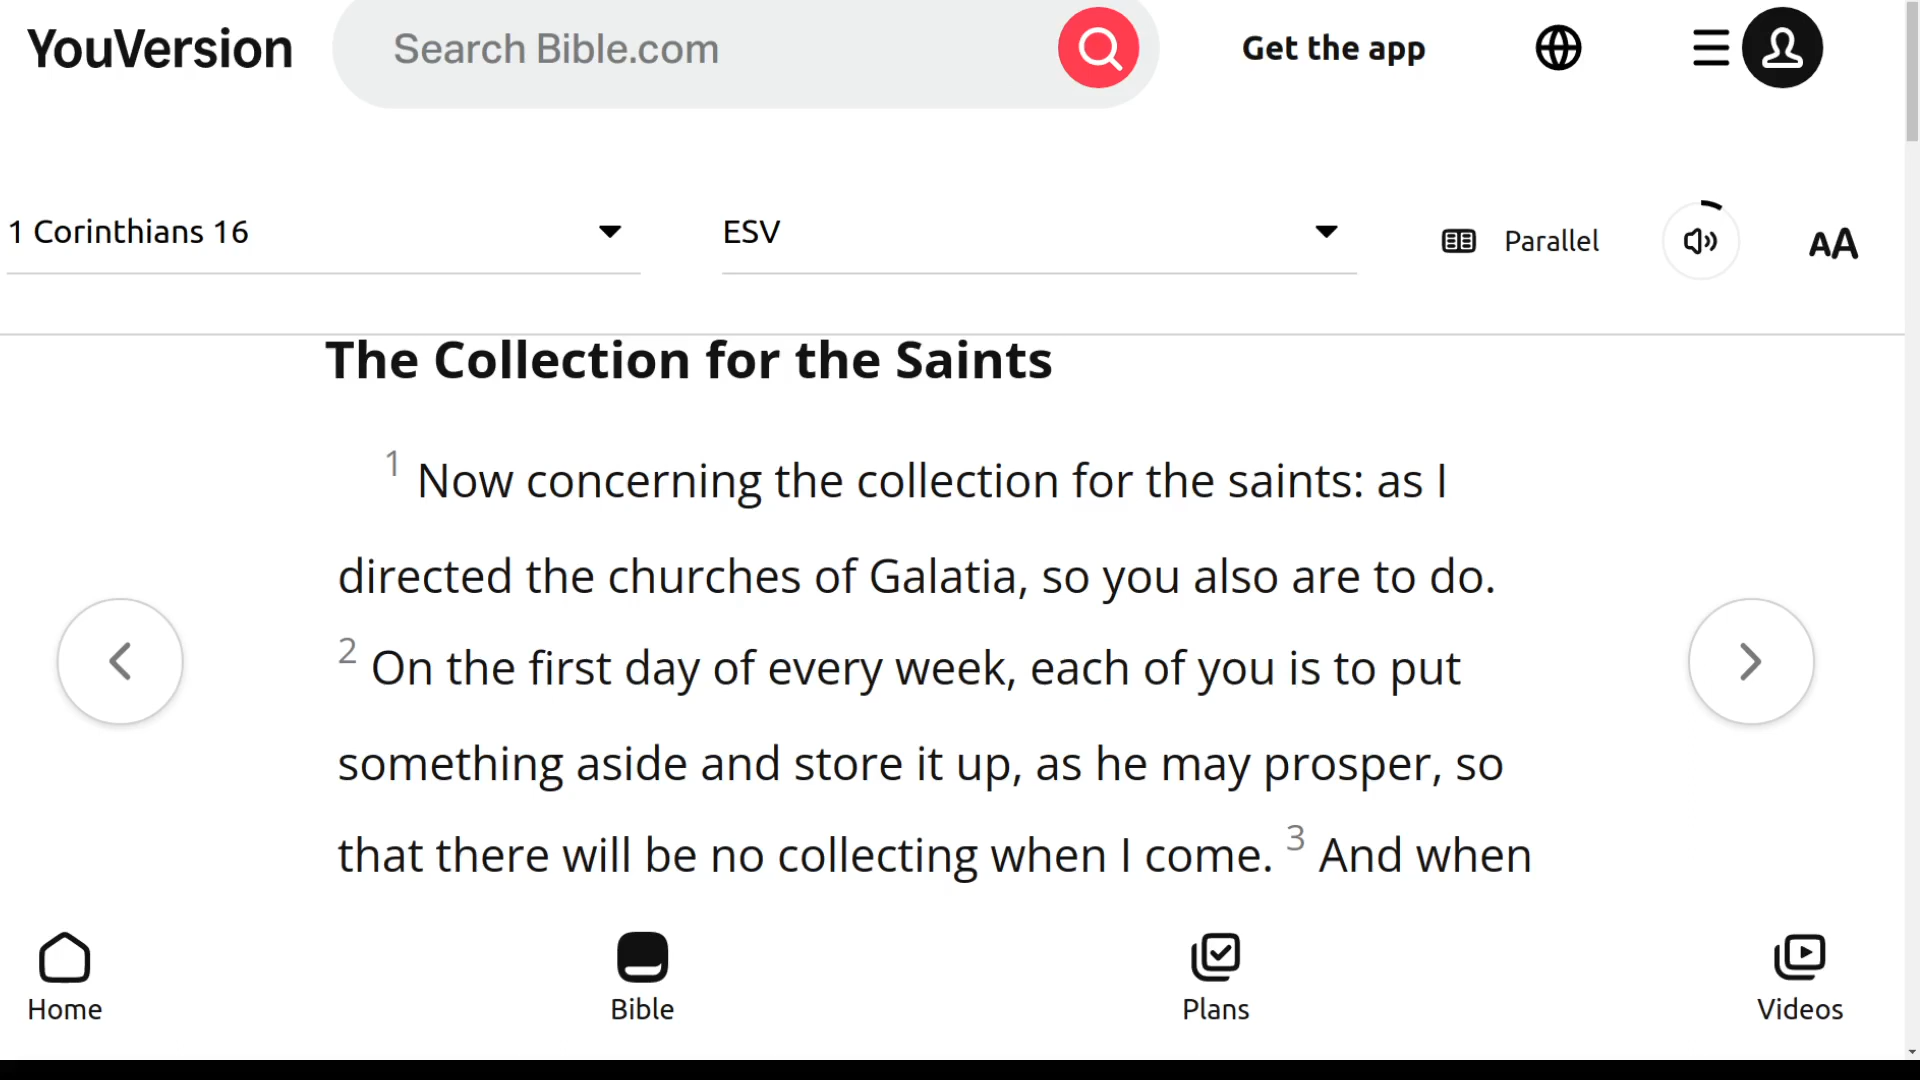 YouVersion
Search Bible.com
Get the app
1 Corinthians 16
ESV
Parallel
AA
The Collection for the Saints
1 Now concerning the collection for the saints: as I
directed the churches of Galatia, so you also are to do.
2 On the first day of every week, each of you is to put
something aside and store it up, as he may prosper, so
that there will be no collecting when I come. 3 And when
Home
Bible
Plans
Videos